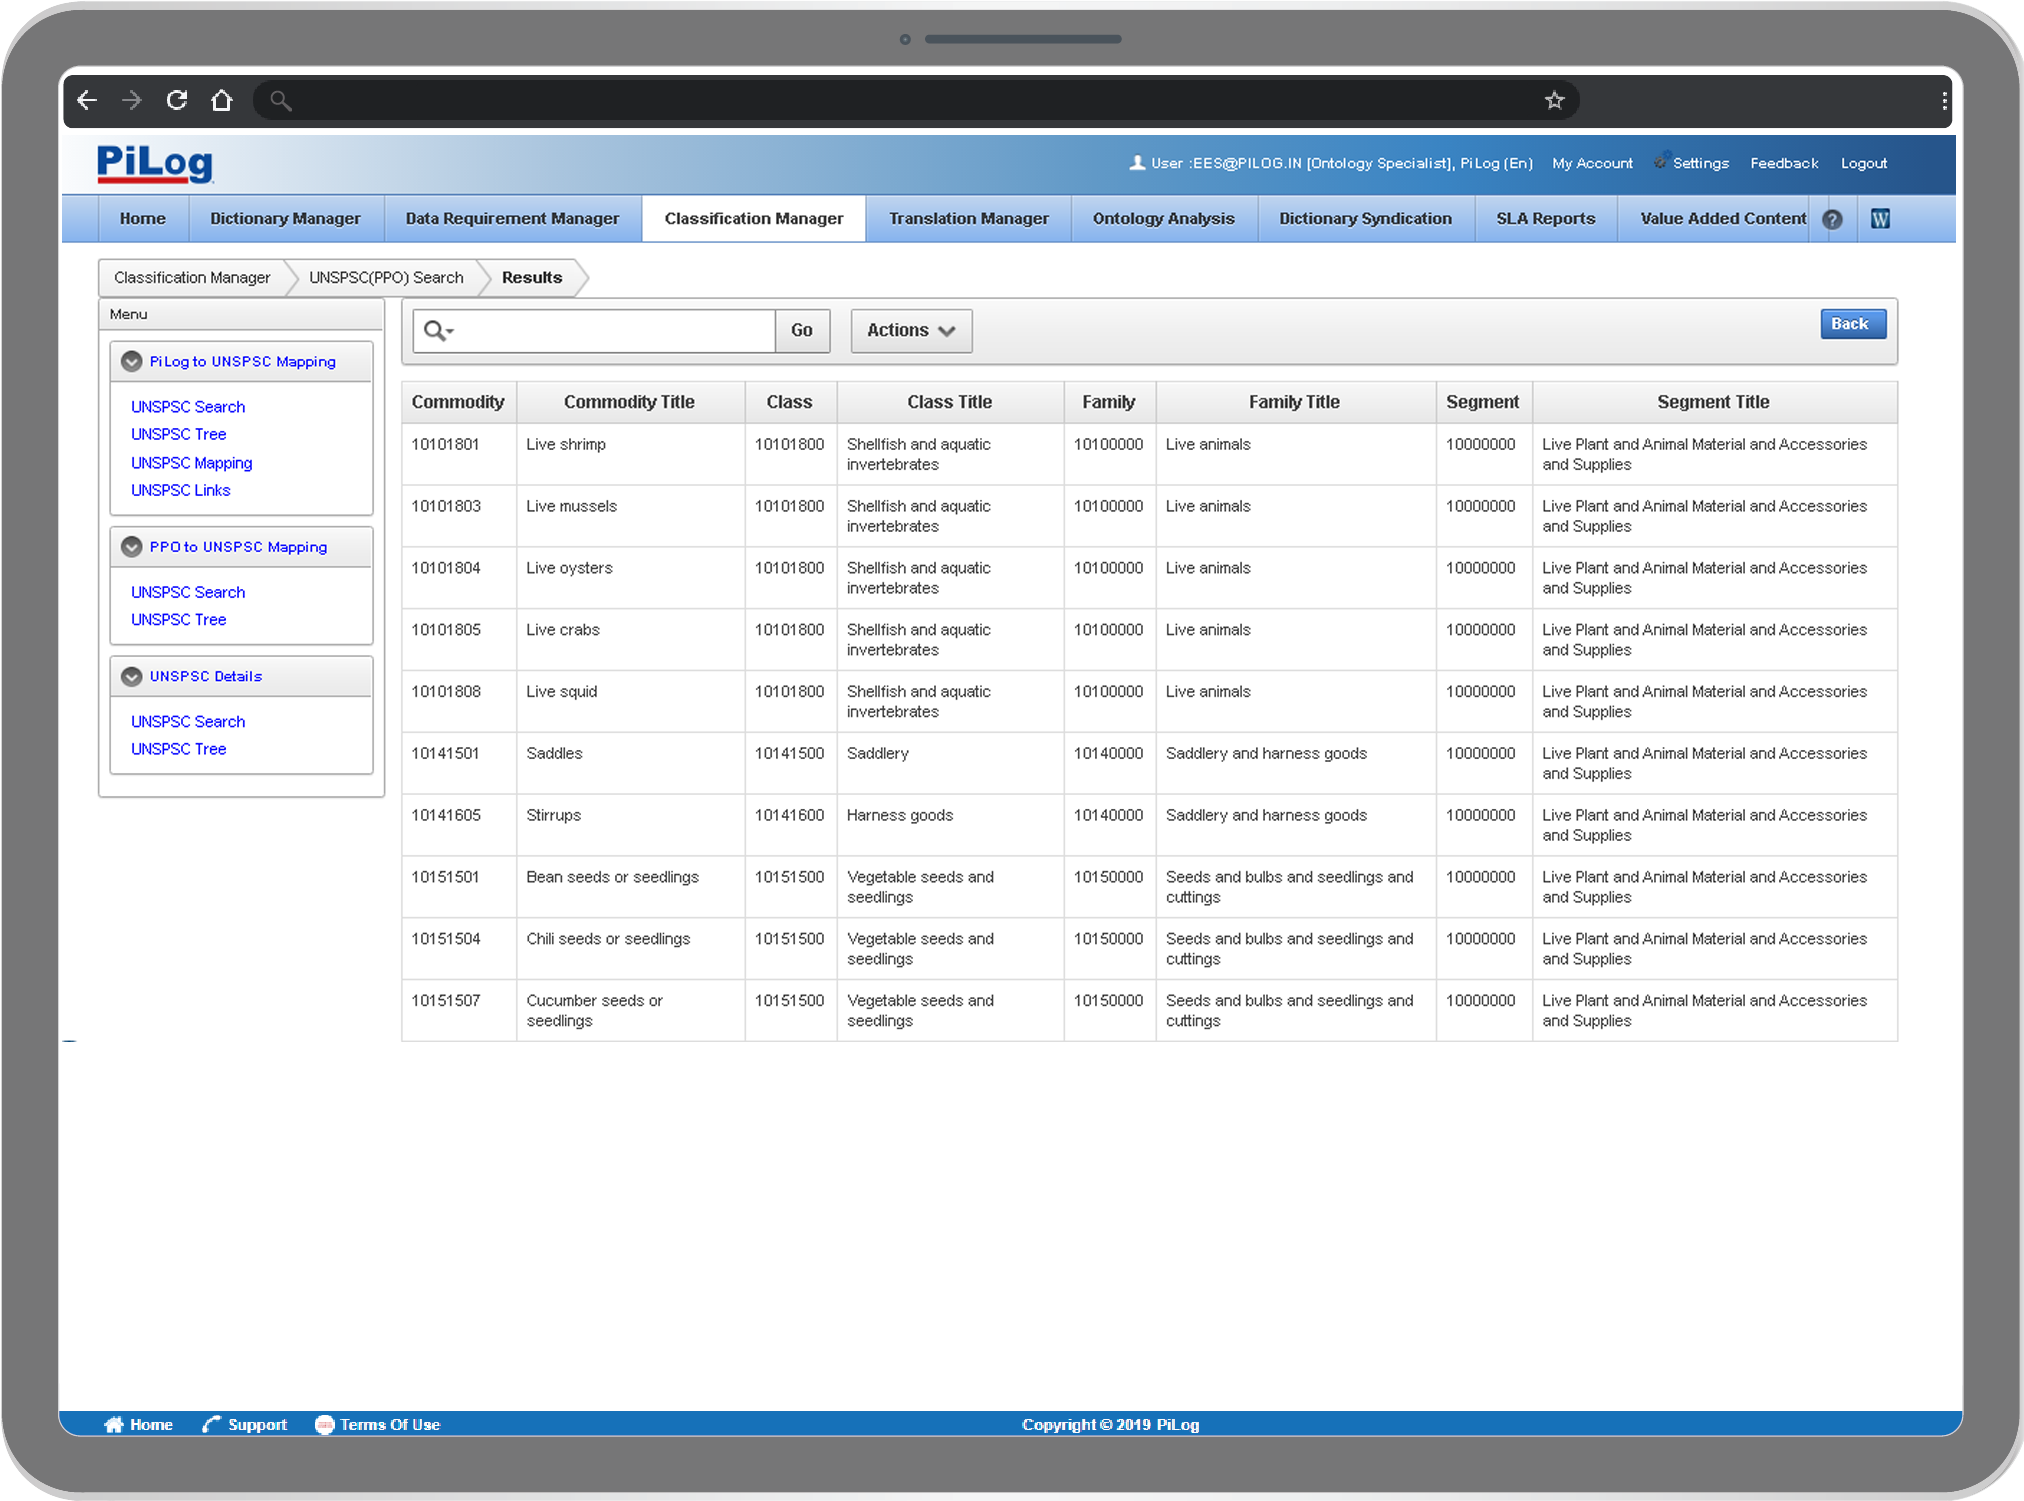 PiLog
User :EES@PILOG.IN [Ontology Specialist], PiLog (En) My Account Settings Feedback Logout
Home Dictionary Manager Data Requirement Manager Classification Manager Translation Manager Ontology Analysis Dictionary Syndication SLA Reports Value Added Content ? W
Classification Manager UNSPSC(PPO) Search Results
Menu
PiLog to UNSPSC Mapping
UNSPSC Search
UNSPSC Tree
UNSPSC Mapping
UNSPSC Links
PPO to UNSPSC Mapping
UNSPSC Search
UNSPSC Tree
UNSPSC Details
UNSPSC Search
UNSPSC Tree
Go Actions Back
Commodity Commodity Title Class Class Title Family Family Title Segment Segment Title
10101801 Live shrimp 10101800 Shellfish and aquatic 10100000 Live animals 10000000 Live Plant and Animal Material and Accessories
invertebrates and Supplies
10101803 Live mussels 10101800 Shellfish and aquatic 10100000 Live animals 10000000 Live Plant and Animal Material and Accessories
invertebrates and Supplies
10101804 Live oysters 10101800 Shellfish and aquatic 10100000 Live animals 10000000 Live Plant and Animal Material and Accessories
invertebrates and Supplies
10101805 Live crabs 10101800 Shellfish and aquatic 10100000 Live animals 10000000 Live Plant and Animal Material and Accessories
invertebrates and Supplies
10101808 Live squid 10101800 Shellfish and aquatic 10100000 Live animals 10000000 Live Plant and Animal Material and Accessories
invertebrates and Supplies
10141501 Saddles 10141500 Saddlery 10140000 Saddlery and harness goods 10000000 Live Plant and Animal Material and Accessories
and Supplies
10141605 Stirrups 10141600 Harness goods 10140000 Saddlery and harness goods 10000000 Live Plant and Animal Material and Accessories
and Supplies
10151501 Bean seeds or seedlings 10151500 Vegetable seeds and 10150000 Seeds and bulbs and seedlings and 10000000 Live Plant and Animal Material and Accessories
seedlings cuttings and Supplies
10151504 Chili seeds or seedlings 10151500 Vegetable seeds and 10150000 Seeds and bulbs and seedlings and 10000000 Live Plant and Animal Material and Accessories
seedlings cuttings and Supplies
10151507 Cucumber seeds or 10151500 Vegetable seeds and 10150000 Seeds and bulbs and seedlings and 10000000 Live Plant and Animal Material and Accessories
seedlings seedlings cuttings and Supplies
Home Support Terms Of Use Copyright © 2019 PiLog